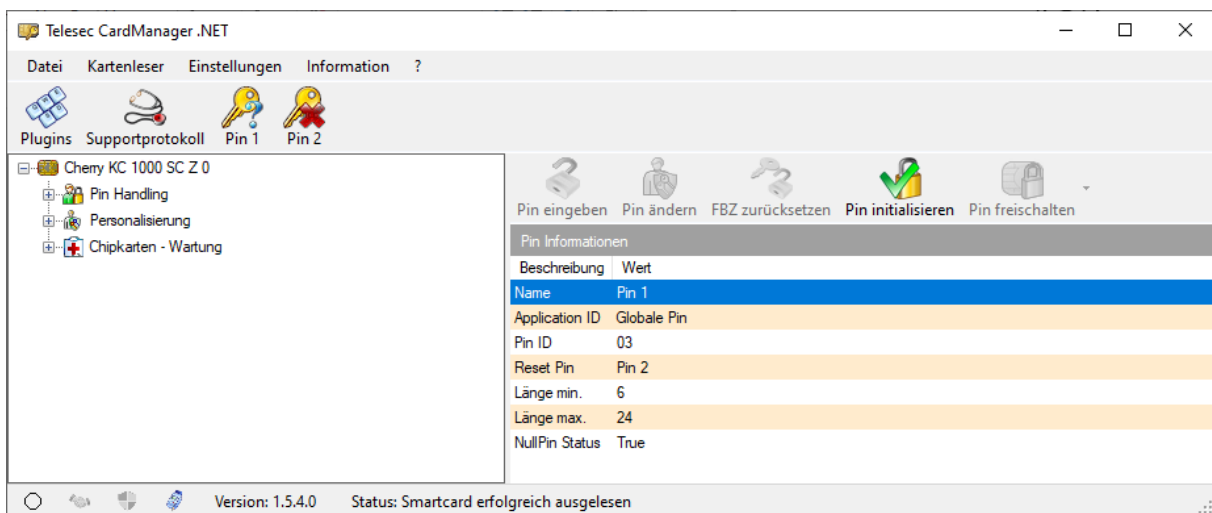 Telesec CardManager .NET
Datei Kartenleser Einstellungen Information ?
Plugins Supportprotokoll Pin 1 Pin 2
Cherry KC 1000 SC Z 0
Pin Handling
Personalisierung
Chipkarten - Wartung
Pin eingeben Pin ändern FBZ zurücksetzen Pin initialisieren Pin freischalten
Pin Informationen
Beschreibung Wert
Name Pin 1
Application ID Globale Pin
Pin ID 03
Reset Pin Pin 2
Länge min. 6
Länge max. 24
NullPin Status True
Version: 1.5.4.0 Status: Smartcard erfolgreich ausgelesen